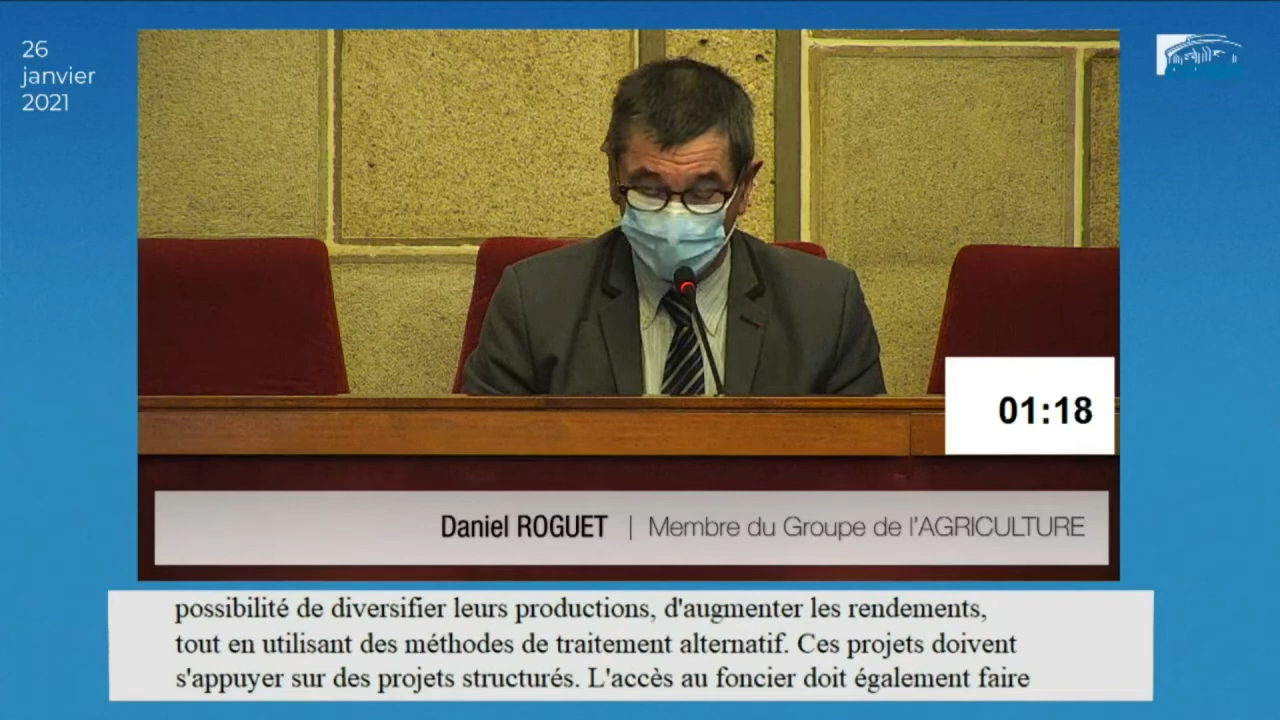 26
janvier
2021
01:18
Daniel ROGUET | Membre du Groupe de l'AGRICULTURE
possibilité de diversifier leurs productions, d'augmenter les rendements,
tout en utilisant des méthodes de traitement alternatif. Ces projets doivent
s'appuyer sur des projets structurés. L'accès au foncier doit également faire